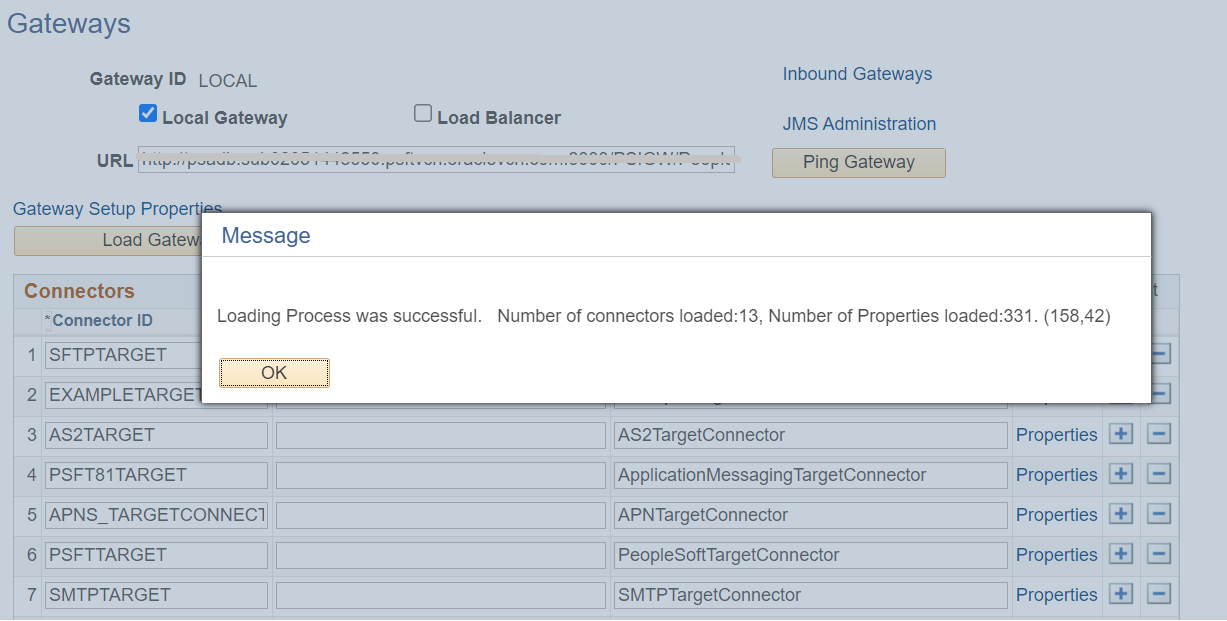 Gateways
Gateway ID LOCAL
Inbound Gateways
Local Gateway
Load Balancer
JMS Administration
URL
Ping Gateway
Gateway Setup Properties
Load Gatew
Message
Loading Process was successful. Number of connectors loaded:13, Number of Properties loaded:331. (158,42)
OK
Connectors
*Connector ID
1 SFTPTARGET
2 EXAMPLETARGET
3 AS2TARGET AS2TargetConnector Properties
4 PSFT81TARGET ApplicationMessagingTargetConnector Properties
5 APNS_TARGETCONNECT APNTargetConnector Properties
6 PSFTTARGET PeopleSoftTargetConnector Properties
7 SMTPTARGET SMTPTargetConnector Properties